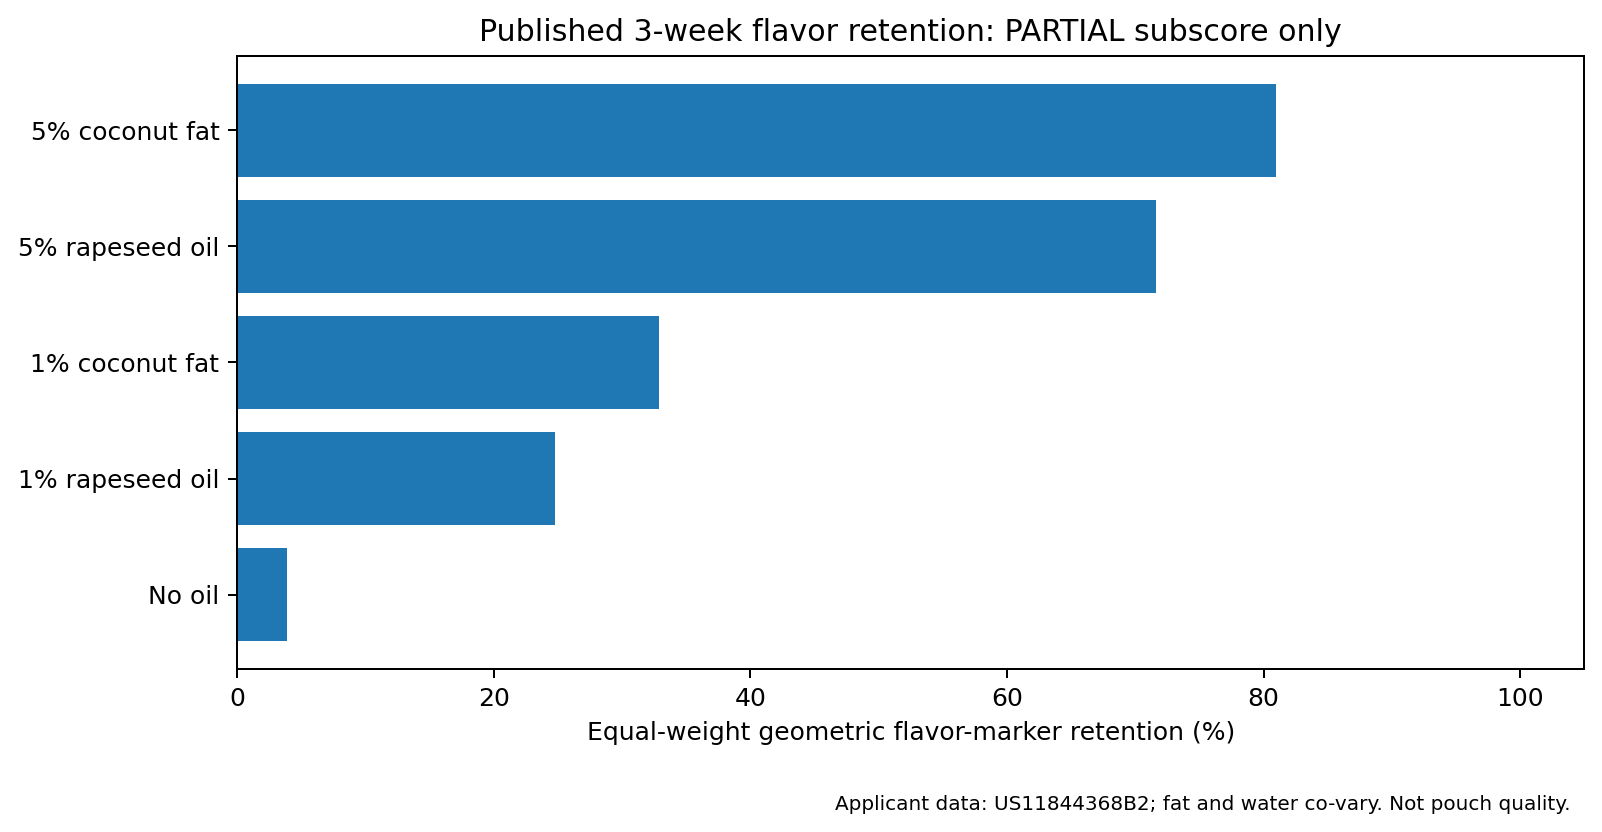 Published 3-week flavor retention: PARTIAL subscore only
5% coconut fat
5% rapeseed oil
1% coconut fat
1% rapeseed oil
No oil
0 20 40 60 80 100
Equal-weight geometric flavor-marker retention (%)
Applicant data: US11844368B2; fat and water co-vary. Not pouch quality.